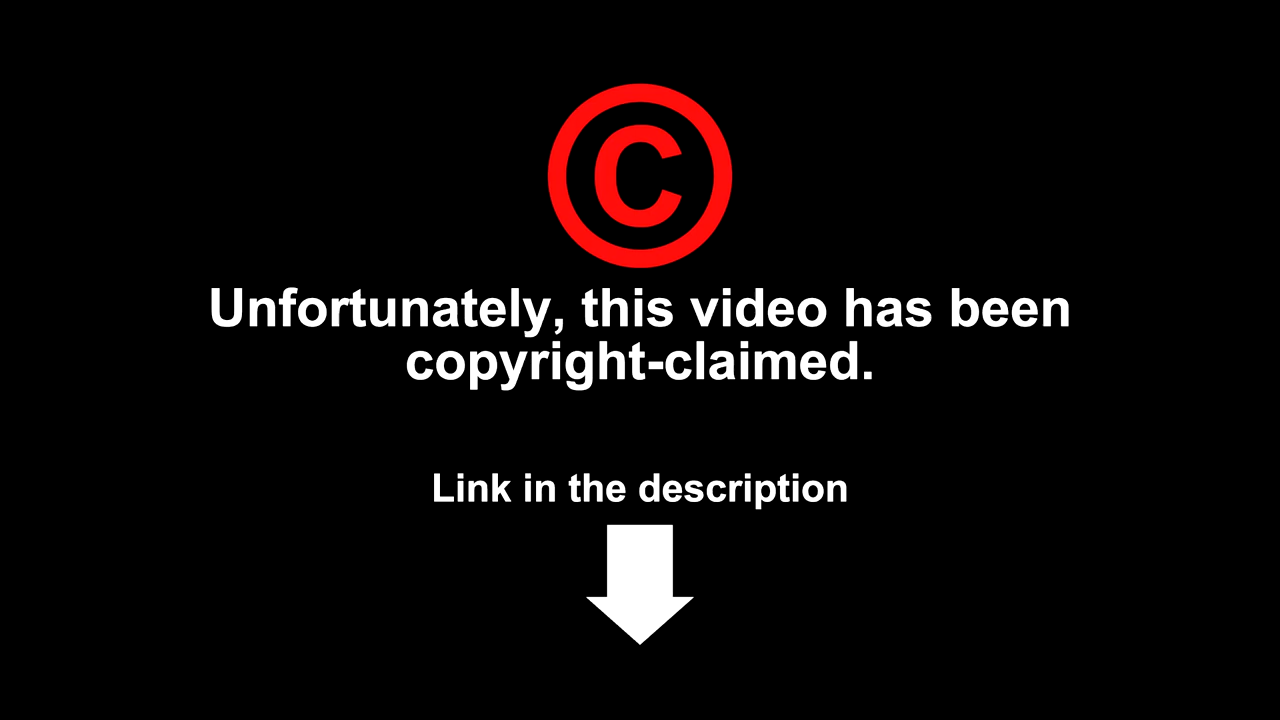 ©
Unfortunately, this video has been
copyright-claimed.
Link in the description